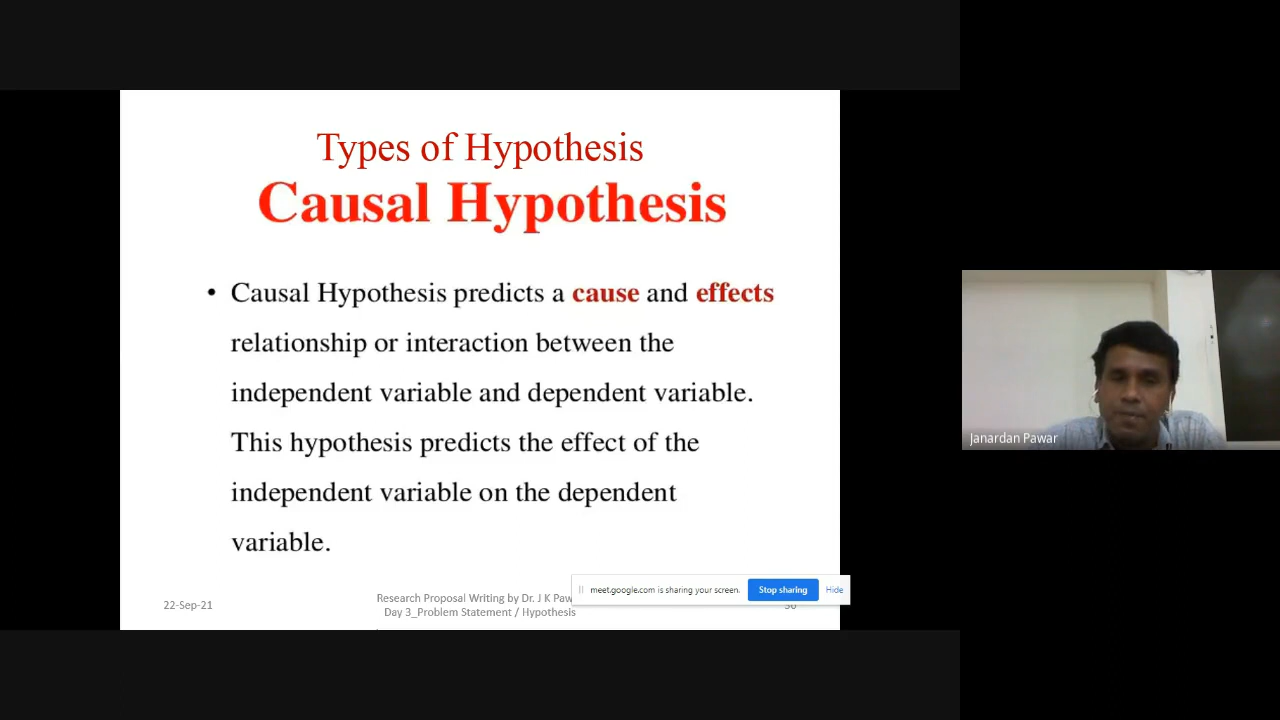 Types of Hypothesis
Causal Hypothesis
• Causal Hypothesis predicts a cause and effects
relationship or interaction between the
independent variable and dependent variable.
This hypothesis predicts the effect of the
independent variable on the dependent
variable.
22-Sep-21
Research Proposal Writing by Dr. J K Paw
Day 3_Problem Statement / Hypothesis
meet.google.com is sharing your screen.
Stop sharing
Hide
Janardan Pawar